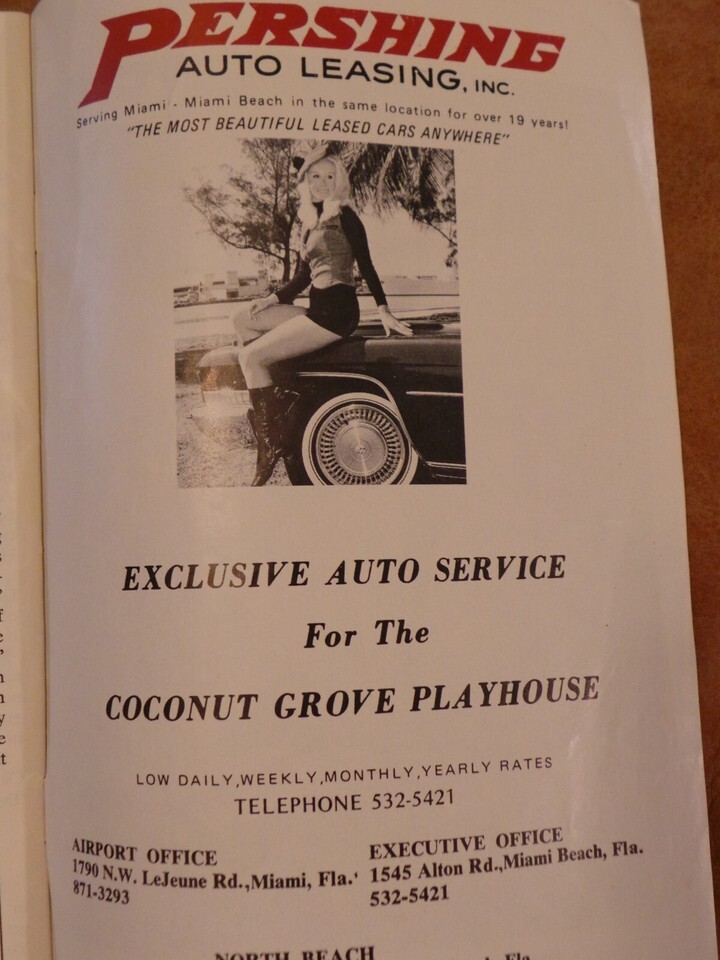 PERSHING
AUTO LEASING, INC.
Serving Miami - Miami Beach in the same location for over 19 years!
"THE MOST BEAUTIFUL LEASED CARS ANYWHERE"
EXCLUSIVE AUTO SERVICE
For The
COCONUT GROVE PLAYHOUSE
LOW DAILY,WEEKLY,MONTHLY,YEARLY RATES
TELEPHONE 532-5421
AIRPORT OFFICE
1790 N.W. LeJeune Rd.,Miami, Fla.
871-3293
EXECUTIVE OFFICE
1545 Alton Rd.,Miami Beach, Fla.
532-5421
NORTH BEACH
Fla